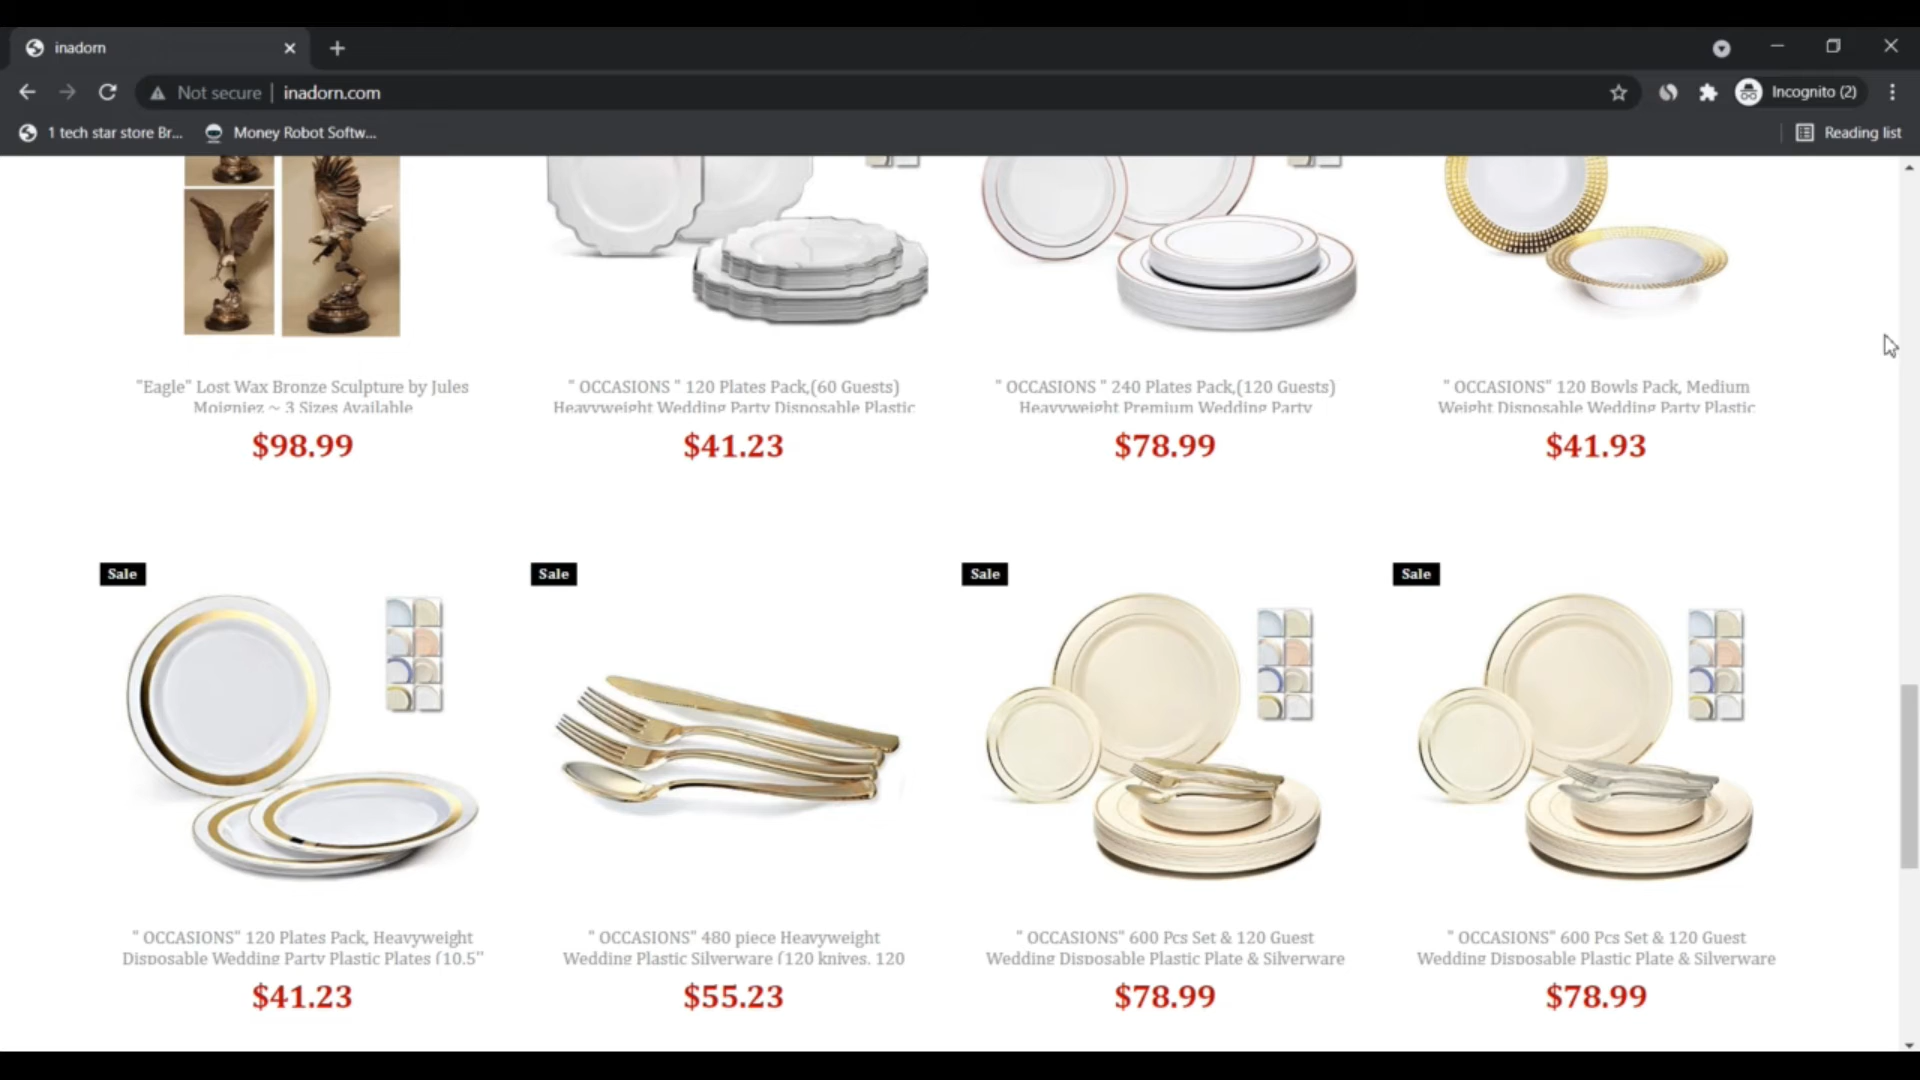 inadorn
Not secure
inadorn.com
Incognito (2)
1 tech star store Br...
Money Robot Softw...
Reading list
"Eagle" Lost Wax Bronze Sculpture by Jules
Moigniez ~ 3 Sizes Available
$98.99
" OCCASIONS " 120 Plates Pack,(60 Guests)
Heavyweight Wedding Party Disposable Plastic
$41.23
" OCCASIONS " 240 Plates Pack,(120 Guests)
Heavyweight Premium Wedding Party
$78.99
" OCCASIONS" 120 Bowls Pack, Medium
Weight Disposable Wedding Party Plastic
$41.93
Sale
" OCCASIONS" 120 Plates Pack, Heavyweight
Disposable Wedding Party Plastic Plates (10.5"
$41.23
Sale
" OCCASIONS" 480 piece Heavyweight
Wedding Plastic Silverware (120 knives, 120
$55.23
Sale
" OCCASIONS" 600 Pcs Set & 120 Guest
Wedding Disposable Plastic Plate & Silverware
$78.99
Sale
" OCCASIONS" 600 Pcs Set & 120 Guest
Wedding Disposable Plastic Plate & Silverware
$78.99